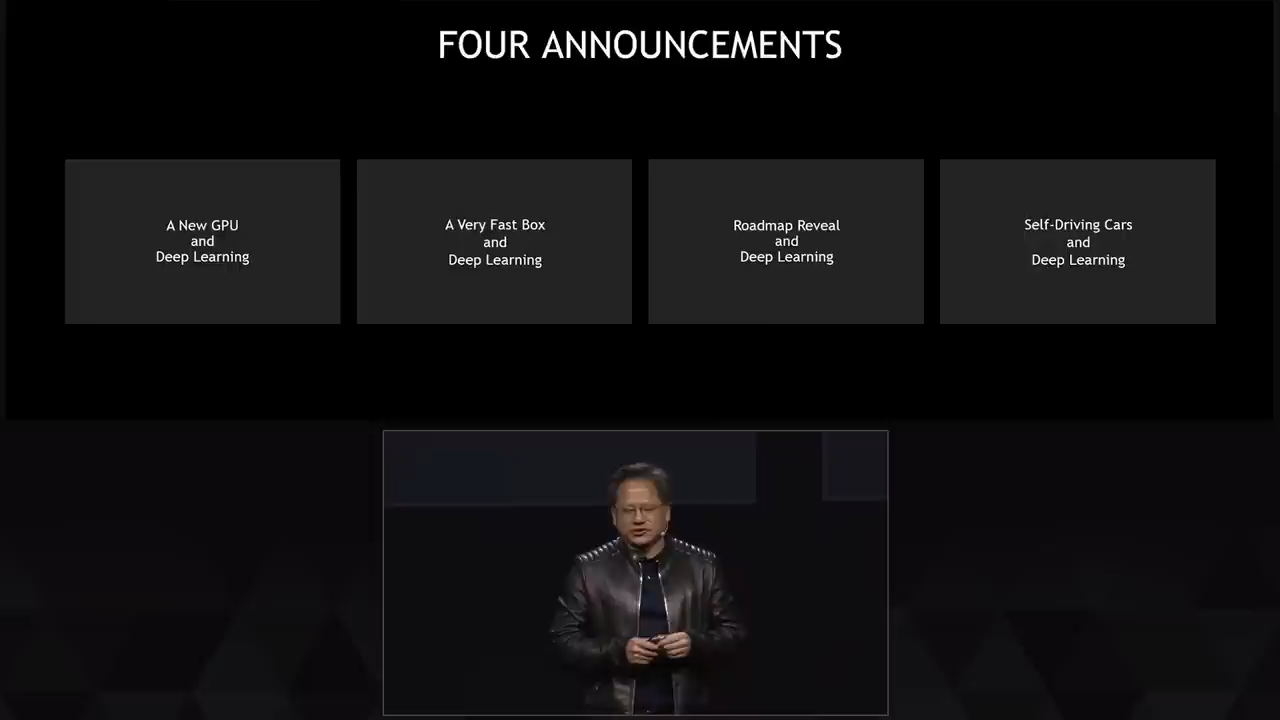 FOUR ANNOUNCEMENTS
A New GPU
and
Deep Learning
A Very Fast Box
and
Deep Learning
Roadmap Reveal
and
Deep Learning
Self-Driving Cars
and
Deep Learning